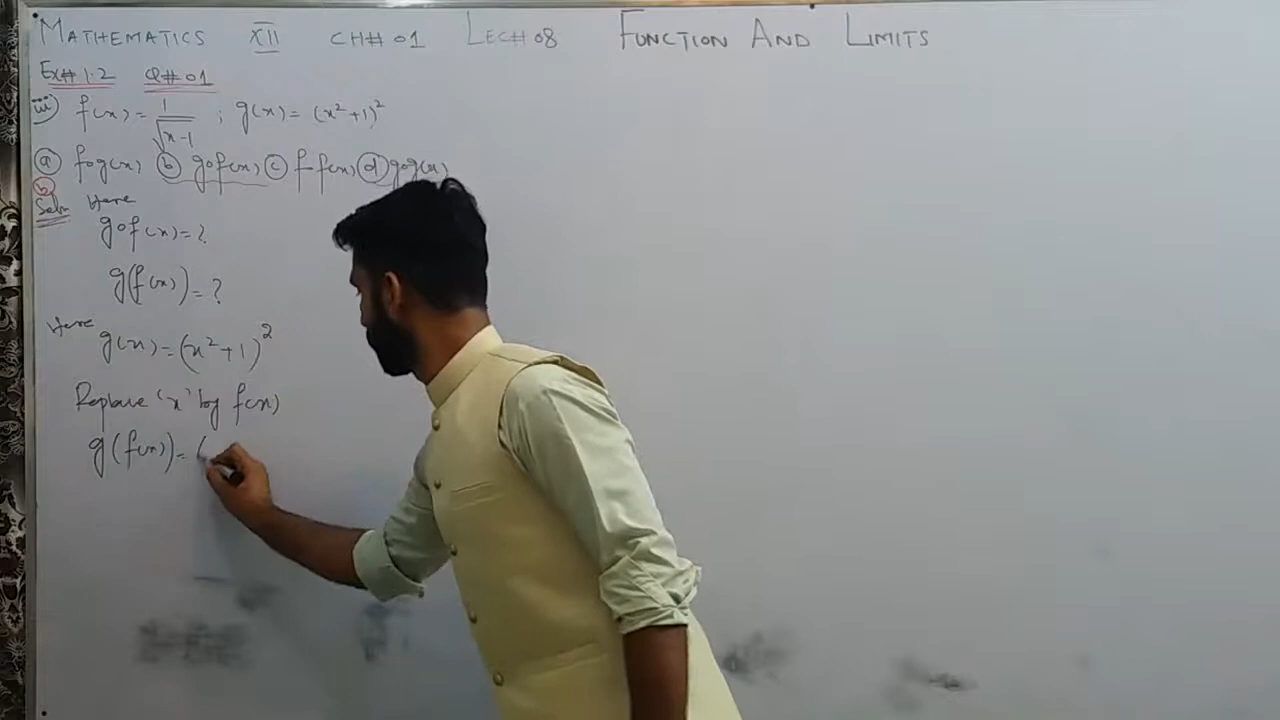 MATHEMATICS XII CH# 01 LEC# 08 FUNCTION AND LIMITS
Ex# 1.2 Q# 01
iii) f(x) = 1/√(x-1) ; g(x) = (x²+1)²
(a) fog(x) (b) gof(x) (c) f-f(x) (d) gog(x)
(b)
Soln Here
gof(x) = ?
g(f(x)) = ?
Here g(x) = (x²+1)²
Replace 'x' by f(x)
g(f(x)) = (